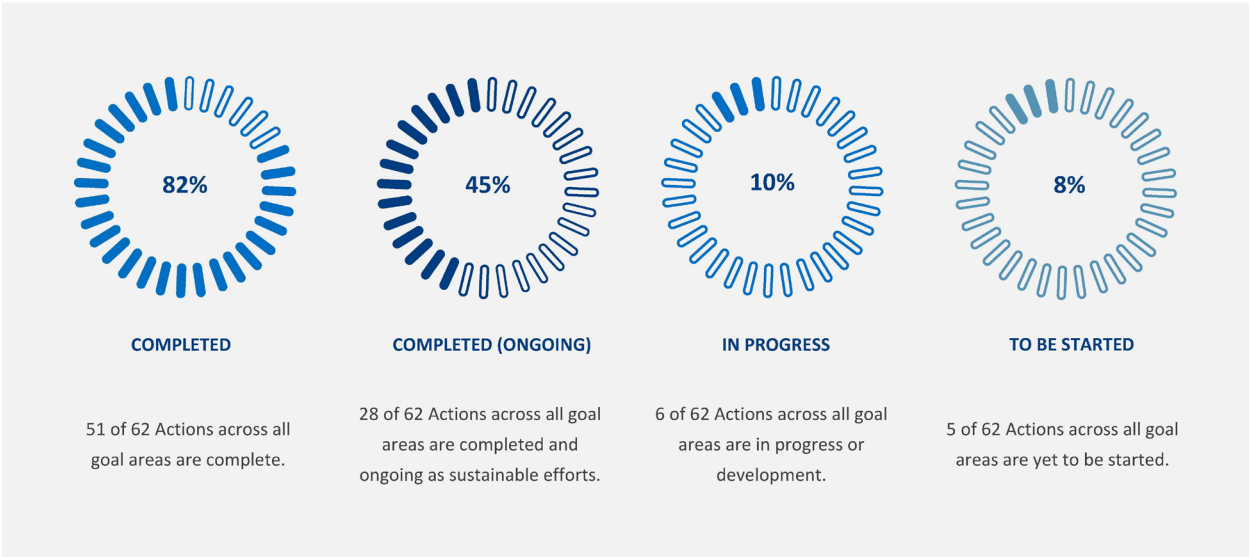 82%
45%
10%
8%
COMPLETED
COMPLETED (ONGOING)
IN PROGRESS
TO BE STARTED
51 of 62 Actions across all
goal areas are complete.
28 of 62 Actions across all goal
areas are completed and
ongoing as sustainable efforts.
6 of 62 Actions across all goal
areas are in progress or
development.
5 of 62 Actions across all goal
areas are yet to be started.